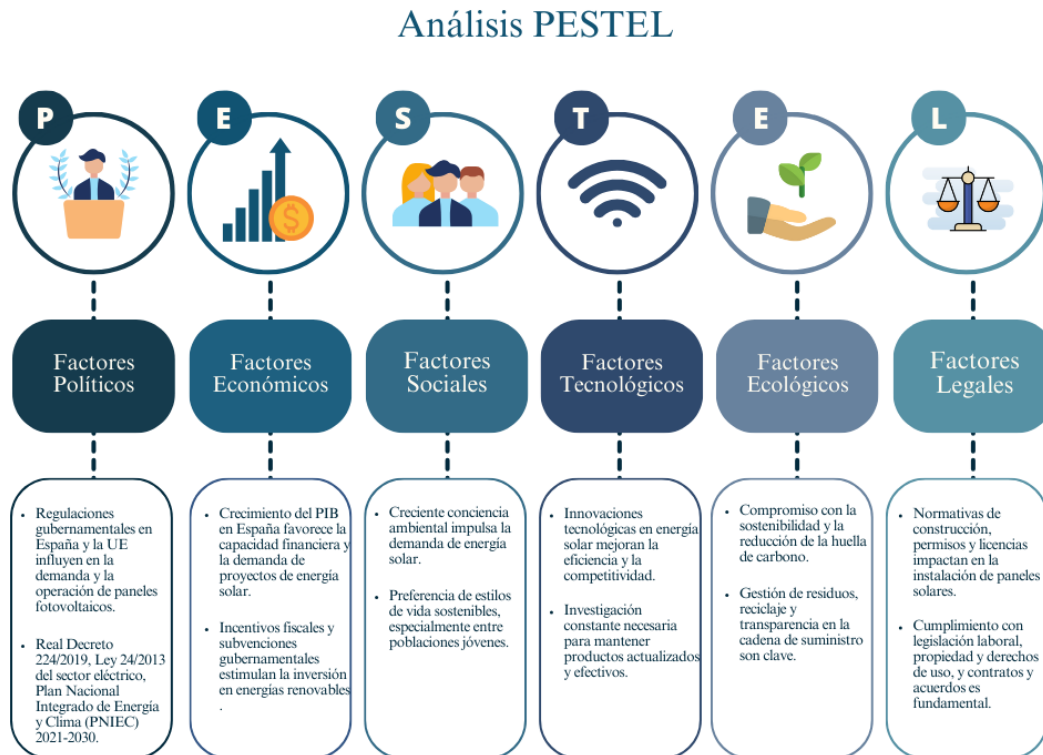 Análisis PESTEL
P
E
S
T
E
L
Factores
Políticos
Factores
Económicos
Factores
Sociales
Factores
Tecnológicos
Factores
Ecológicos
Factores
Legales
• Regulaciones
gubernamentales en
España y la UE
influyen en la
demanda y la
operación de paneles
fotovoltaicos.
• Real Decreto
224/2019, Ley 24/2013
del sector eléctrico,
Plan Nacional
Integrado de Energía
y Clima (PNIEC)
2021-2030.
• Crecimiento del PIB
en España favorece la
capacidad financiera y
la demanda de
proyectos de energía
solar.
• Incentivos fiscales y
subvenciones
gubernamentales
estimulan la inversión
en energías renovables
.
• Creciente conciencia
ambiental impulsa la
demanda de energía
solar.
• Preferencia de estilos
de vida sostenibles,
especialmente entre
poblaciones jóvenes.
• Innovaciones
tecnológicas en energía
solar mejoran la
eficiencia y la
competitividad.
• Investigación
constante necesaria
para mantener
productos actualizados
y efectivos.
• Compromiso con la
sostenibilidad y la
reducción de la huella
de carbono.
• Gestión de residuos,
reciclaje y
transparencia en la
cadena de suministro
son clave.
• Normativas de
construcción,
permisos y licencias
impactan en la
instalación de paneles
solares.
• Cumplimiento con
legislación laboral,
propiedad y derechos
de uso, y contratos y
acuerdos es
fundamental.